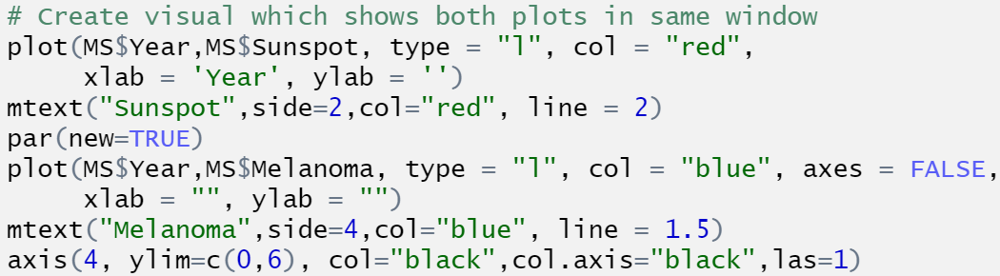 # Create visual which shows both plots in same window
plot(MS$Year,MS$Sunspot, type = "l", col = "red",
     xlab = 'Year', ylab = '')
mtext("Sunspot",side=2,col="red", line = 2)
par(new=TRUE)
plot(MS$Year,MS$Melanoma, type = "l", col = "blue", axes = FALSE,
     xlab = "", ylab = "")
mtext("Melanoma",side=4,col="blue", line = 1.5)
axis(4, ylim=c(0,6), col="black",col.axis="black",las=1)